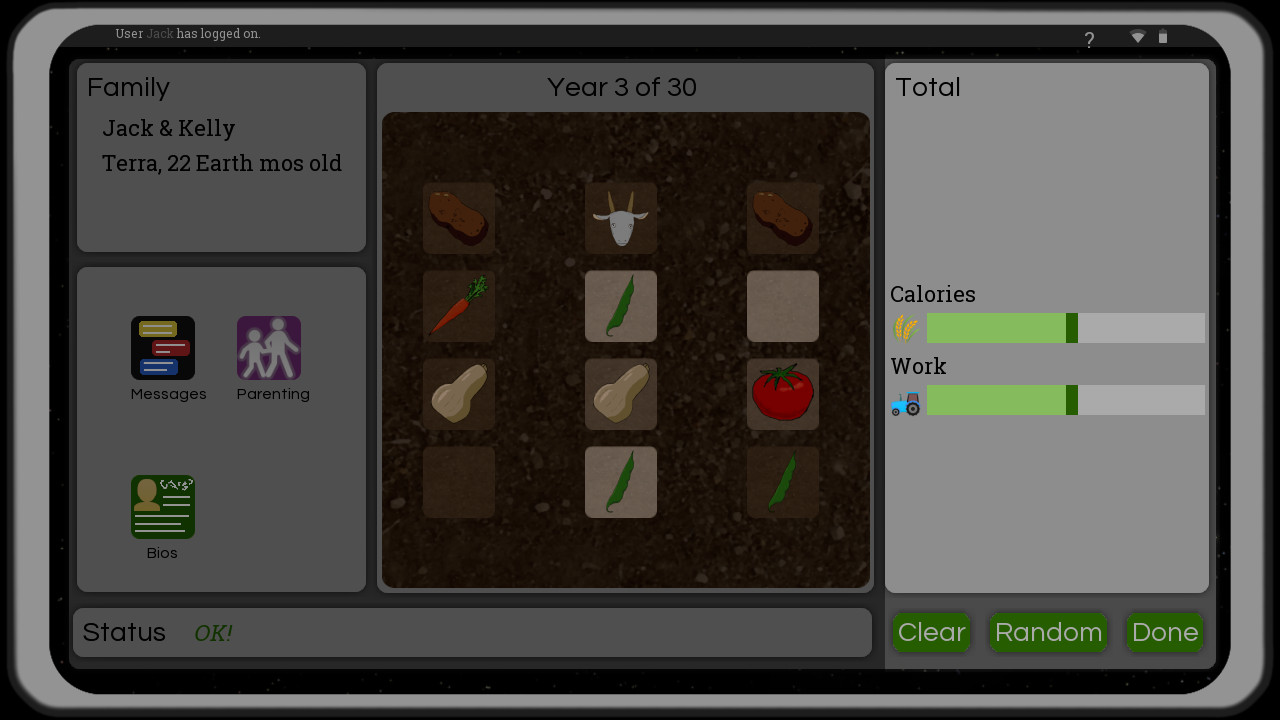 User Jack has logged on.
?
Family
Jack & Kelly
Terra, 22 Earth mos old
Year 3 of 30
Total
Calories
Work
Messages
Parenting
Bios
Status OK!
Clear
Random
Done